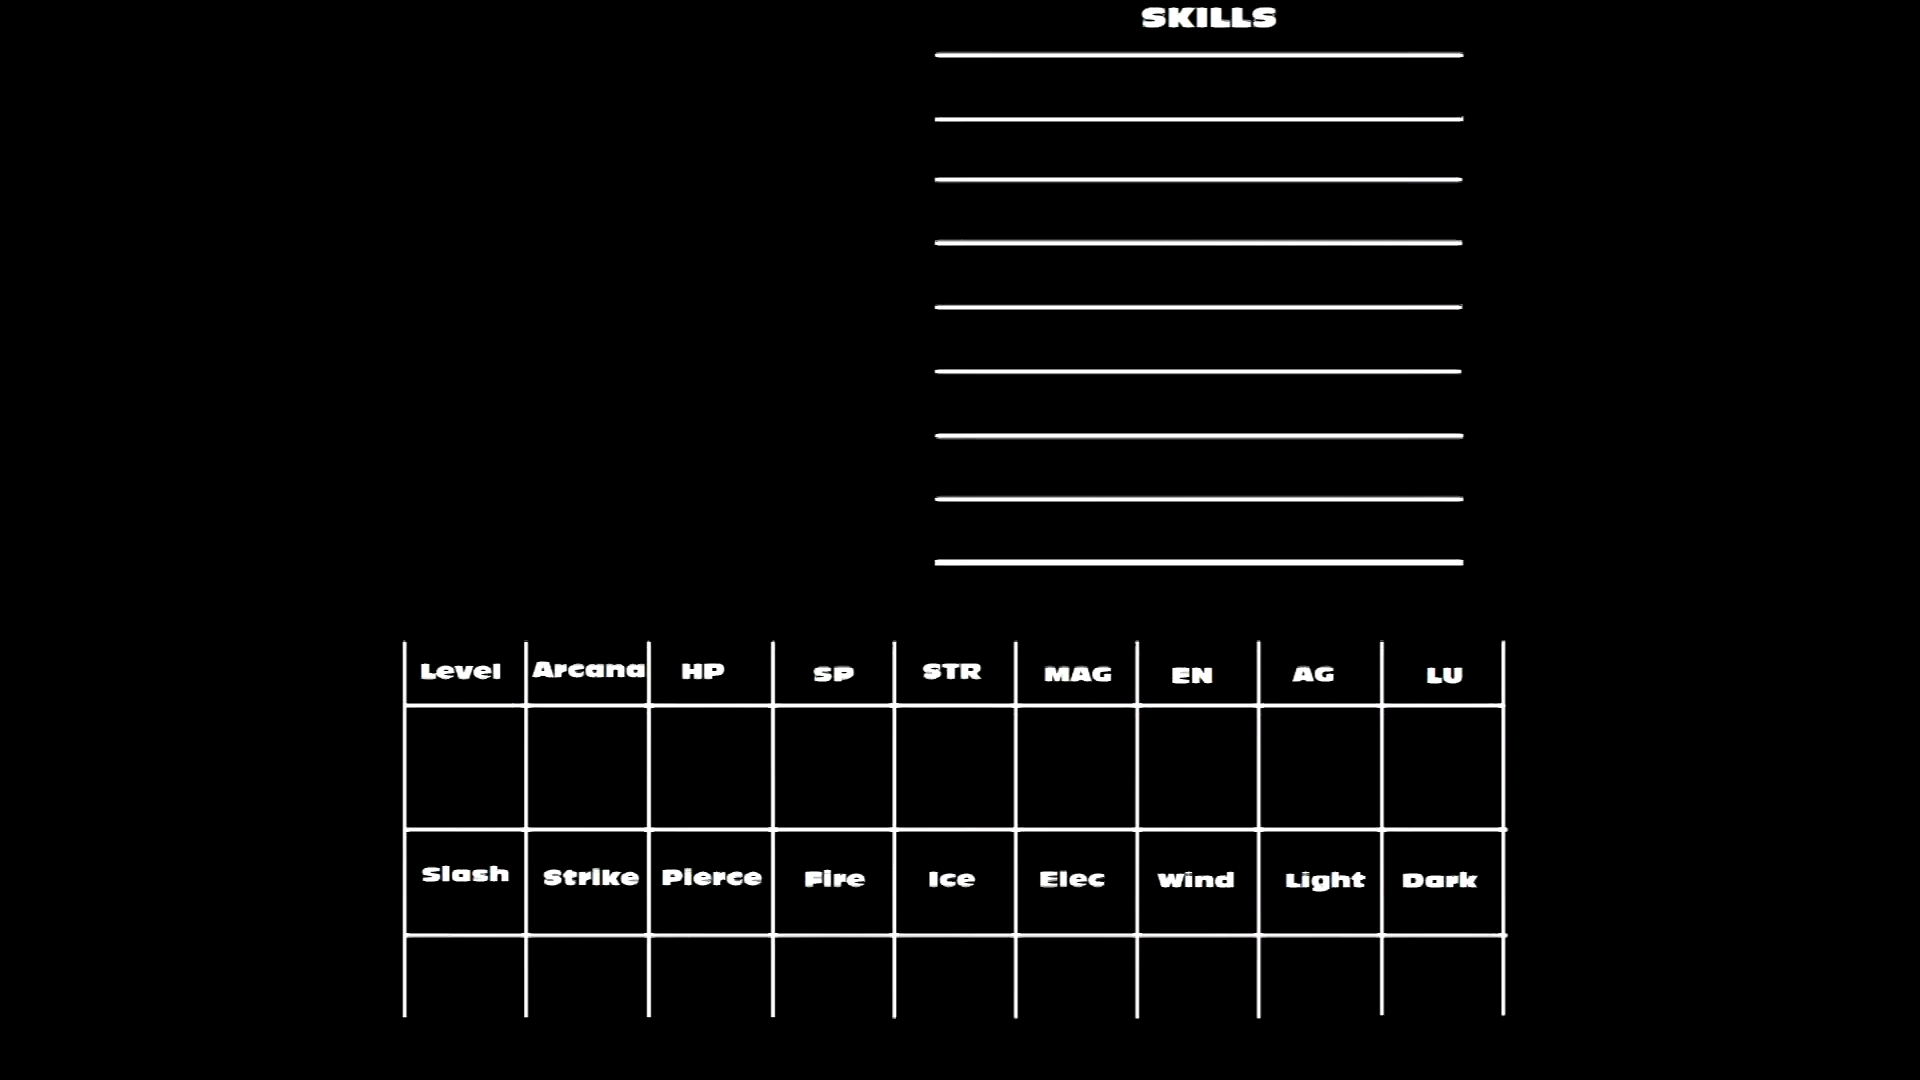 SKILLS
Level Arcana HP SP STR MAG EN AG LU
Slash Strike Pierce Fire Ice Elec Wind Light Dark